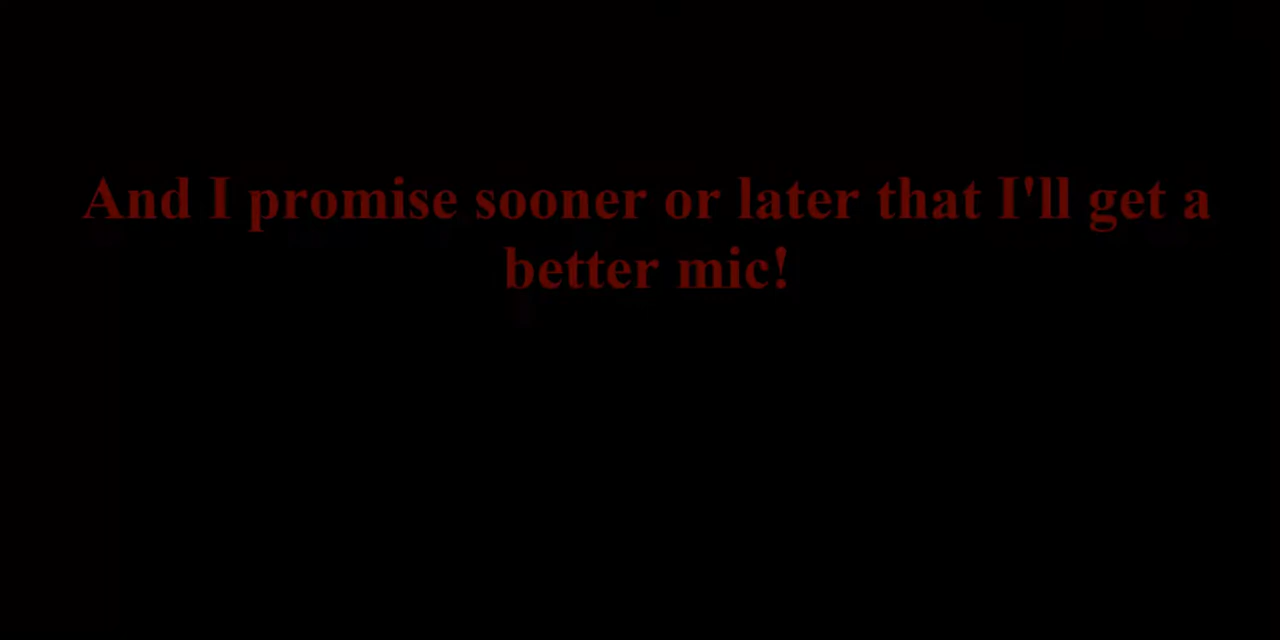 And I promise sooner or later that I'll get a
better mic!